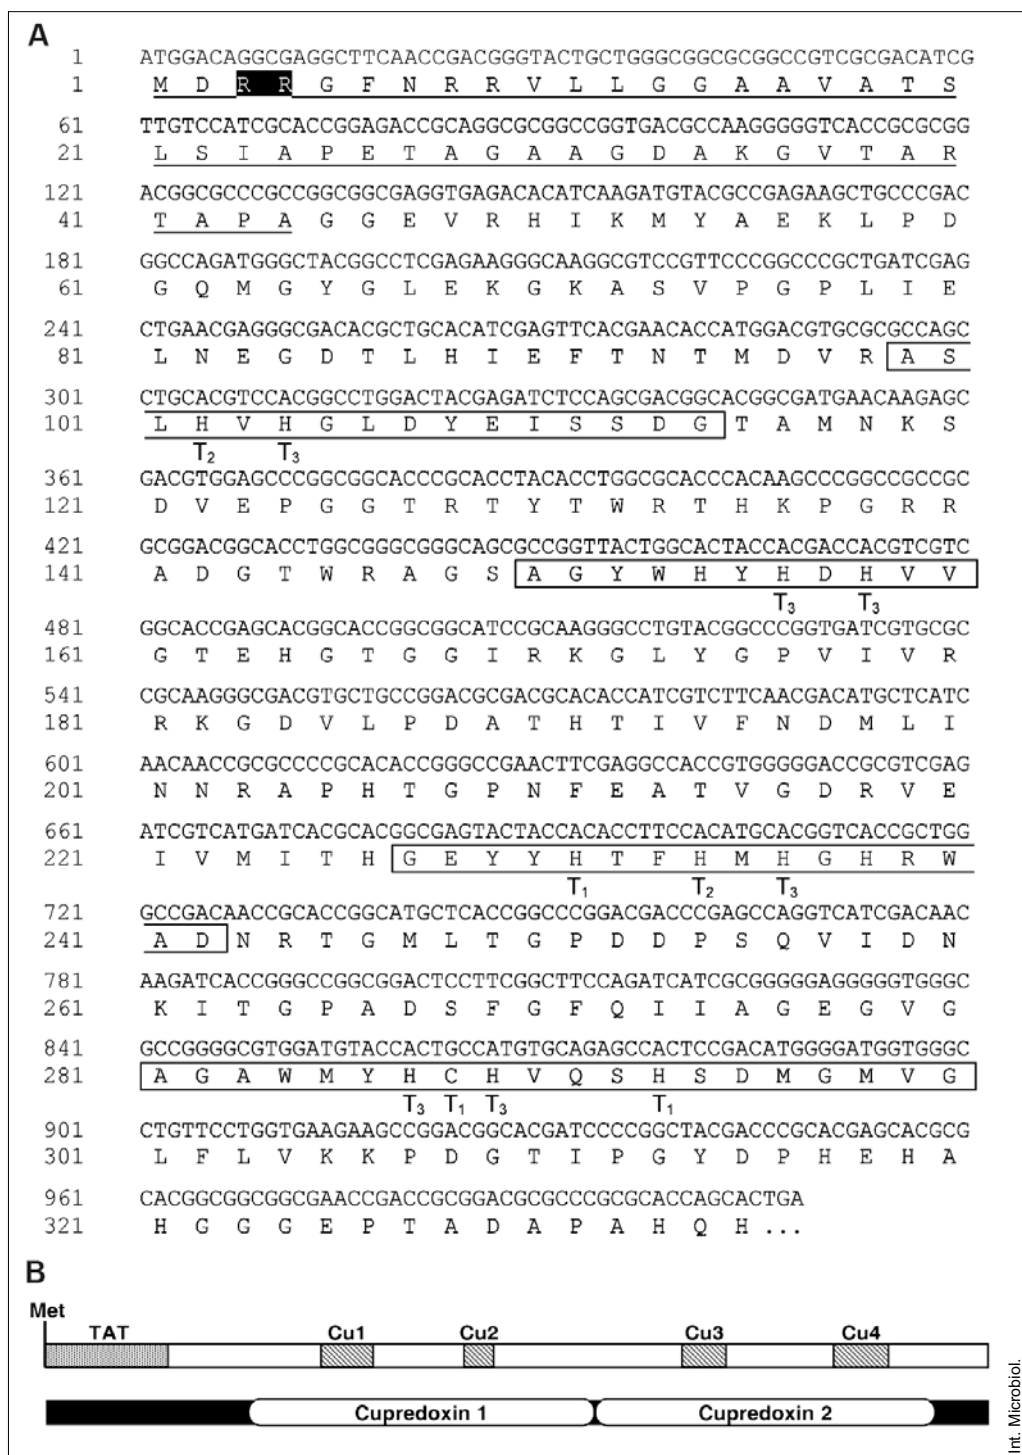 A
1 ATGGACAGGCGAGGCTTCAACCGACGGGTACTGCTGGGCGGCGCGGCCGTCGCGACATCG
1 M D R R G F N R R V L L G G A A V A T S
61 TTGTCCATCGCACCGGAGACCGCAGGCGCGGCCGGTGACGCCAAGGGGGTCACCGCGCGG
21 L S I A P E T A G A A G D A K G V T A R
121 ACGGCGCCCGCCGGCGGCGAGGTGAGACACATCAAGATGTACGCCGAGAAGCTGCCCGAC
41 T A P A G G E V R H I K M Y A E K L P D
181 GGCCAGATGGGCTACGGCCTCGAGAAGGGCAAGGCGTCCGTTCCCGGCCCGCTGATCGAG
61 G Q M G Y G L E K G K A S V P G P L I E
241 CTGAACGAGGGCGACACGCTGCACATCGAGTTCACGAACACCATGGACGTGCGCGCCAGC
81 L N E G D T L H I E F T N T M D V R A S
301 CTGCACGTCCACGGCCTGGACTACGAGATCTCCAGCGACGGCACGGCGATGAACAAGAGC
101 L H V H G L D Y E I S S D G T A M N K S
T2 T3
361 GACGTGGAGCCCGGCGGCACCCGCACCTACACCTGGCGCACCCACAAGCCCGGCCGCCGC
121 D V E P G G T R T Y T W R T H K P G R R
421 GCGGACGGCACCTGGCGGGCGGGCAGCGCCGGTTACTGGCACTACCACGACCACGTCGTC
141 A D G T W R A G S A G Y W H Y H D H V V
T3 T3
481 GGCACCGAGCACGGCACCGGCGGCATCCGCAAGGGCCTGTACGGCCCGGTGATCGTGCGC
161 G T E H G T G G I R K G L Y G P V I V R
541 CGCAAGGGCGACGTGCTGCCGGACGCGACGCACACCATCGTCTTCAACGACATGCTCATC
181 R K G D V L P D A T H T I V F N D M L I
601 AACAACCGCGCCCCGCACACCGGGCCGAACTTCGAGGCCACCGTGGGGGACCGCGTCGAG
201 N N R A P H T G P N F E A T V G D R V E
661 ATCGTCATGATCACGCACGGCGAGTACTACCACACCTTCCACATGCACGGTCACCGCTGG
221 I V M I T H G E Y Y H T F H M H G H R W
T1 T2 T3
721 GCCGACAACCGCACCGGCATGCTCACCGGCCCGGACGACCCGAGCCAGGTCATCGACAAC
241 A D N R T G M L T G P D D P S Q V I D N
781 AAGATCACCGGGCCGGCGGACTCCTTCGGCTTCCAGATCATCGCGGGGGAGGGGGTGGGC
261 K I T G P A D S F G F Q I I A G E G V G
841 GCCGGGGCGTGGATGTACCACTGCCATGTGCAGAGCCACTCCGACATGGGGATGGTGGGC
281 A G A W M Y H C H V Q S H S D M G M V G
T3 T1 T3 T1
901 CTGTTCCTGGTGAAGAAGCCGGACGGCACGATCCCCGGCTACGACCCGCACGAGCACGCG
301 L F L V K K P D G T I P G Y D P H E H A
961 CACGGCGGCGGCGAACCGACCGCGGACGCGCCCGCGCACCAGCACTGA
321 H G G G E P T A D A P A H Q H ...
B
Met
TAT Cu1 Cu2 Cu3 Cu4
Cupredoxin 1 Cupredoxin 2
Int. Microbiol.